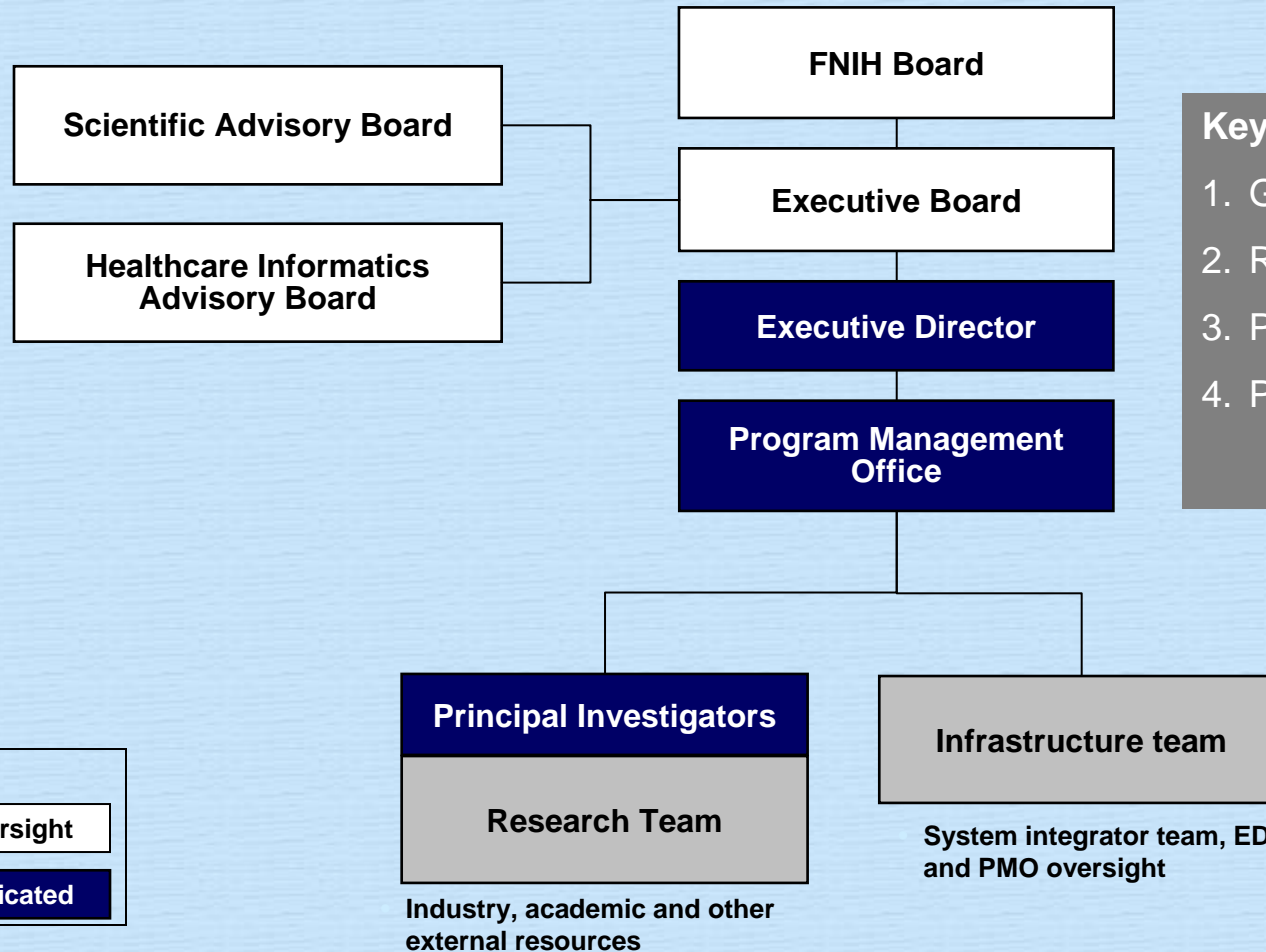 FNIH Board
Scientific Advisory Board
Executive Board
Healthcare Informatics
Advisory Board
Executive Director
Program Management
Office
Key
1.
2.
3.
4.
Principal Investigators
Research Team
Industry, academic and other
external resources
Infrastructure team
System integrator team, ED
and PMO oversight